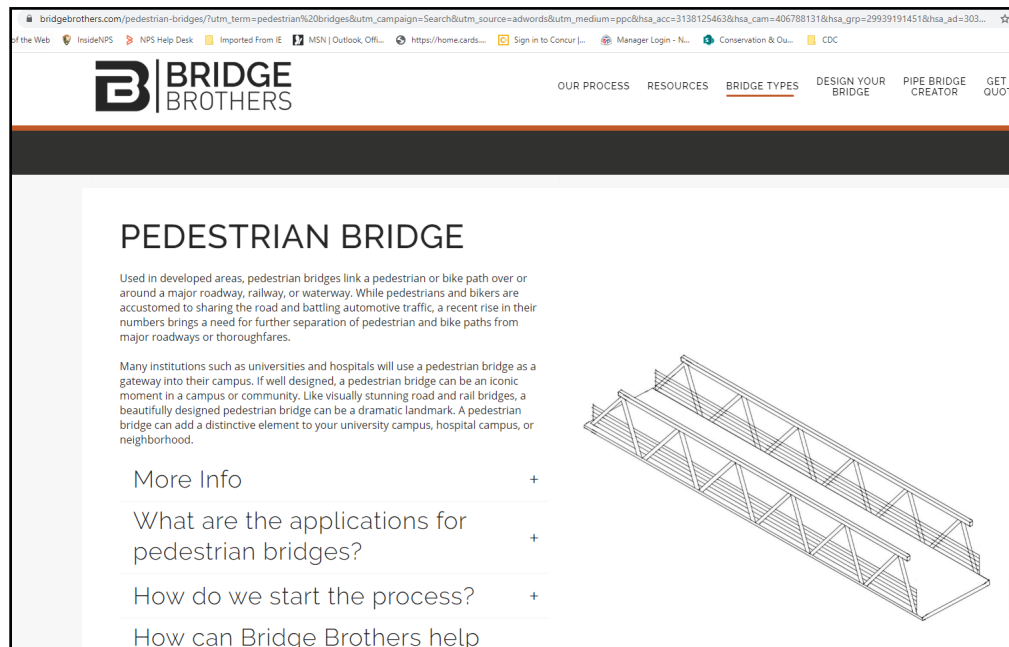 bridgebrothers.com/pedestrian-bridges/?utm_term=pedestrian%20bridges&utm_campaign=Search&utm_source=adwords&utm_medium=ppc&hsa_acc=3138125463&hsa_cam=406788131&hsa_grp=29939191451&hsa_ad=303...
of the Web InsideNPS NPS Help Desk Imported From IE MSN | Outlook, Offi... https://home.cards.... Sign in to Concur |... Manager Login - N... Conservation & Ou... CDC
B BRIDGE
BROTHERS
OUR PROCESS RESOURCES BRIDGE TYPES DESIGN YOUR BRIDGE PIPE BRIDGE CREATOR GET QUOT
PEDESTRIAN BRIDGE
Used in developed areas, pedestrian bridges link a pedestrian or bike path over or
around a major roadway, railway, or waterway. While pedestrians and bikers are
accustomed to sharing the road and battling automotive traffic, a recent rise in their
numbers brings a need for further separation of pedestrian and bike paths from
major roadways or thoroughfares.
Many institutions such as universities and hospitals will use a pedestrian bridge as a
gateway into their campus. If well designed, a pedestrian bridge can be an iconic
moment in a campus or community. Like visually stunning road and rail bridges, a
beautifully designed pedestrian bridge can be a dramatic landmark. A pedestrian
bridge can add a distinctive element to your university campus, hospital campus, or
neighborhood.
More Info +
What are the applications for
pedestrian bridges? +
How do we start the process? +
How can Bridge Brothers help